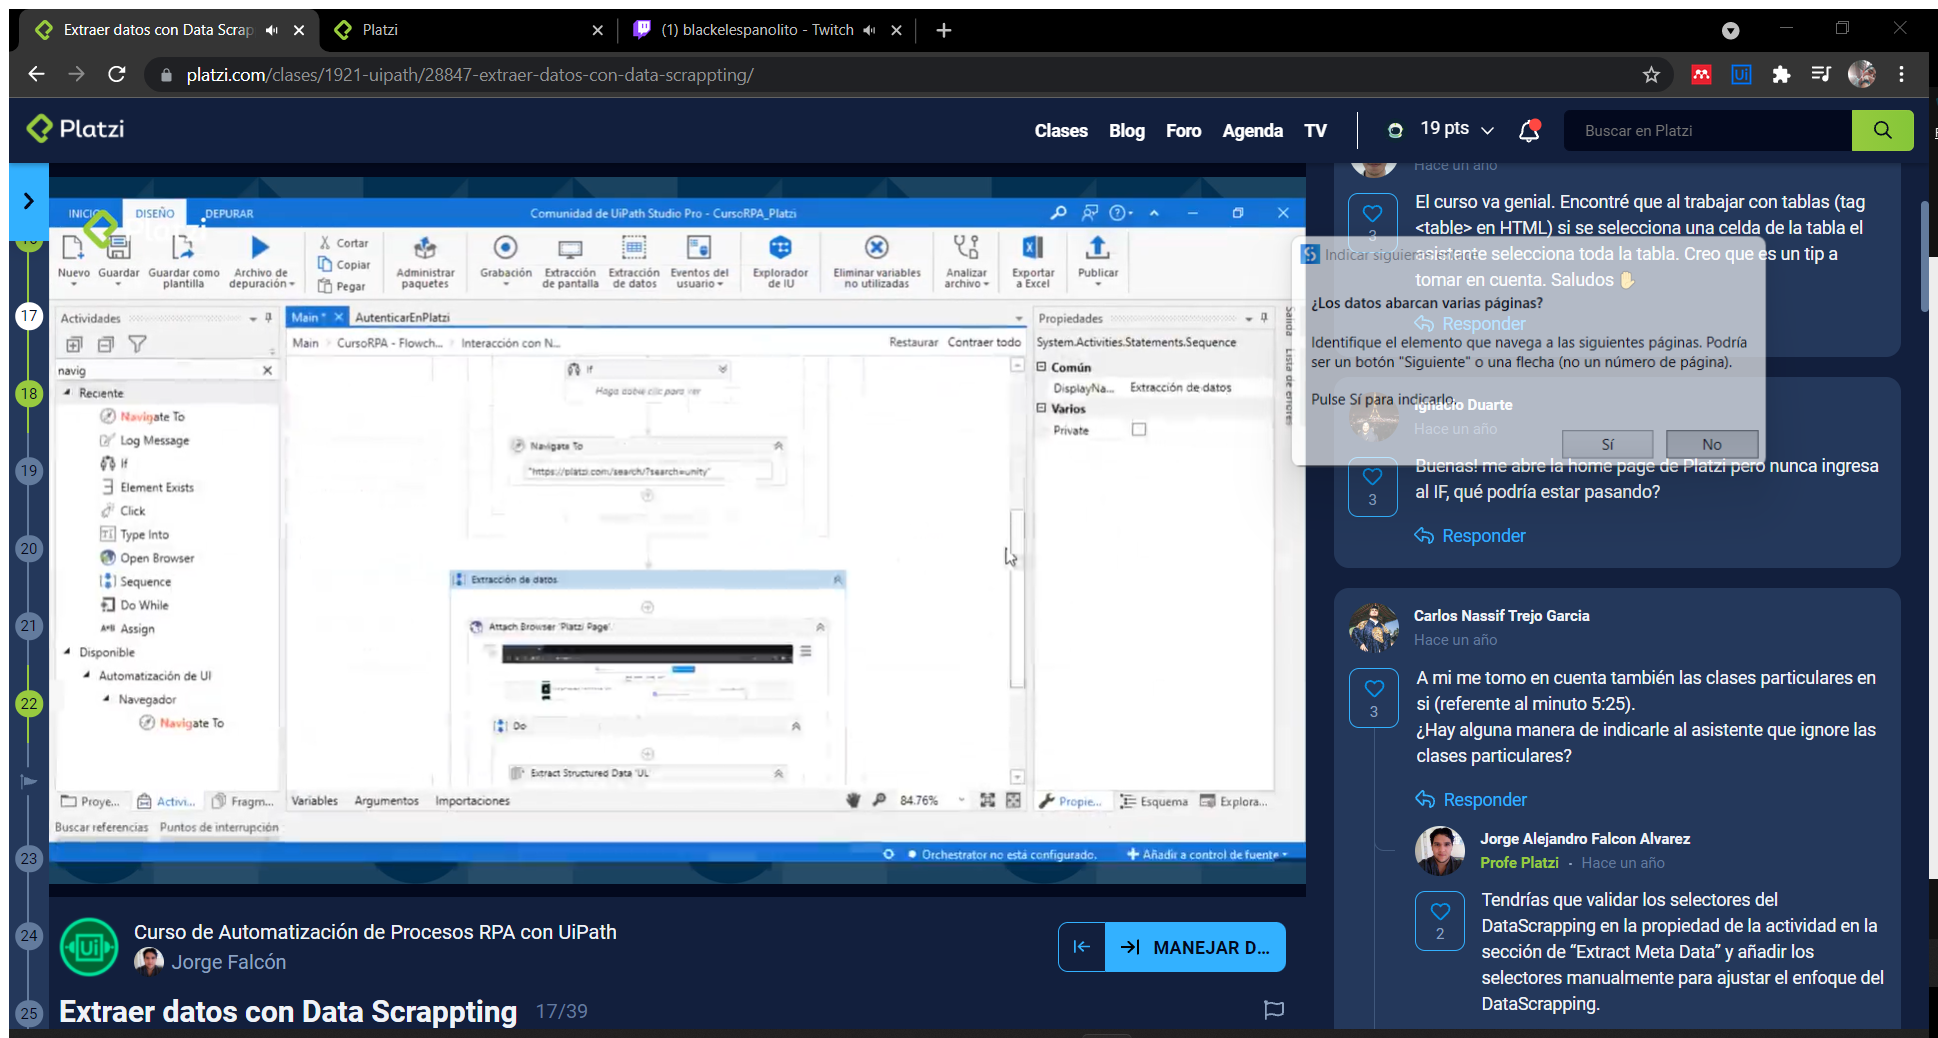 Extraer datos con Data Scrap
Platzi
(1) blackelespanolito - Twitch
platzi.com/clases/1921-uipath/28847-extraer-datos-con-data-scrappting/
Platzi
Clases
Blog
Foro
Agenda
TV
19 pts
Buscar en Platzi
INICIO
DISEÑO
DEPURAR
Comunidad de UiPath Studio Pro - CursoRPA_Platzi
Nuevo
Guardar
Guardar como plantilla
Archivo de depuración
Cortar
Copiar
Pegar
Administrar paquetes
Grabación
Extracción de pantalla
Extracción de datos
Eventos del usuario
Explorador de IU
Eliminar variables no utilizadas
Analizar archivo
Exportar a Excel
Publicar
Actividades
Main *
AutenticarEnPlatzi
Propiedades
Main
CursoRPA - Flowch...
Interacción con N...
Restaurar
Contraer todo
System.Activities.Statements.Sequence
navig
Reciente
Navigate To
Log Message
If
Element Exists
Click
Type Into
Open Browser
Sequence
Do While
Assign
Disponible
Automatización de UI
Navegador
Navigate To
If
Haga doble clic para ver
Navigate To
"https://platzi.com/search/?search=unity"
Extracción de datos
Attach Browser 'Platzi Page'
Do
Extract Structured Data 'UL'
Común
DisplayNa...
Extracción de datos
Varios
Private
Salida
Lista de errores
Proye...
Activi...
Fragm...
Variables
Argumentos
Importaciones
84.76%
Propie...
Esquema
Explora...
Buscar referencias
Puntos de interrupción
Orchestrator no está configurado.
Añadir a control de fuente
17
18
19
20
21
22
23
24
25
Curso de Automatización de Procesos RPA con UiPath
Jorge Falcón
MANEJAR D...
Extraer datos con Data Scrappting
17/39
Hace un año
El curso va genial. Encontré que al trabajar con tablas (tag
<table> en HTML) si se selecciona una celda de la tabla el
asistente selecciona toda la tabla. Creo que es un tip a
tomar en cuenta. Saludos
3
Responder
¿Los datos abarcan varias páginas?
Identifique el elemento que navega a las siguientes páginas. Podría
ser un botón "Siguiente" o una flecha (no un número de página).
Pulse Sí para indicarlo.
Sí
No
Ignacio Duarte
Hace un año
Buenas! me abre la home page de Platzi pero nunca ingresa
al IF, qué podría estar pasando?
3
Responder
Carlos Nassif Trejo Garcia
Hace un año
A mi me tomo en cuenta también las clases particulares en
si (referente al minuto 5:25).
¿Hay alguna manera de indicarle al asistente que ignore las
clases particulares?
3
Responder
Jorge Alejandro Falcon Alvarez
Profe Platzi · Hace un año
Tendrías que validar los selectores del
DataScrapping en la propiedad de la actividad en la
sección de “Extract Meta Data” y añadir los
selectores manualmente para ajustar el enfoque del
DataScrapping.
2